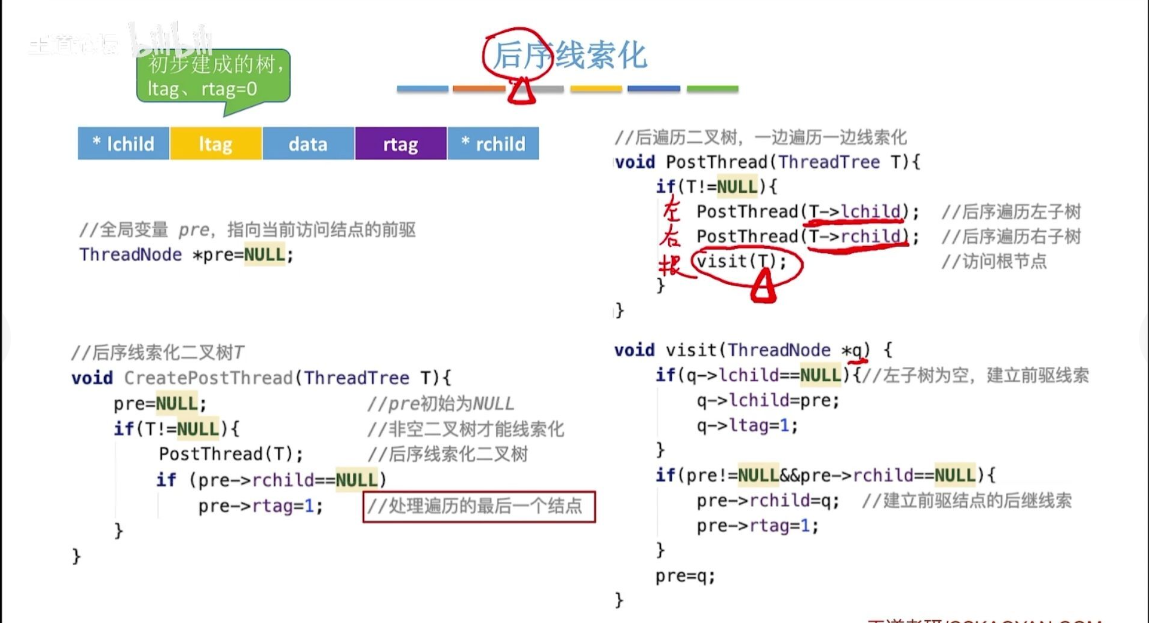 后序线索化
初步建成的树，
ltag、rtag=0
* lchild ltag data rtag * rchild
//全局变量 pre，指向当前访问结点的前驱
ThreadNode *pre=NULL;
//后序线索化二叉树T
void CreatePostThread(ThreadTree T){
pre=NULL; //pre初始为NULL
if(T!=NULL){ //非空二叉树才能线索化
PostThread(T); //后序线索化二叉树
if (pre->rchild==NULL)
pre->rtag=1; //处理遍历的最后一个结点
}
}
//后遍历二叉树，一边遍历一边线索化
void PostThread(ThreadTree T){
if(T!=NULL){
左 PostThread(T->lchild); //后序遍历左子树
右 PostThread(T->rchild); //后序遍历右子树
根 visit(T); //访问根节点
}
}
void visit(ThreadNode *q) {
if(q->lchild==NULL){//左子树为空，建立前驱线索
q->lchild=pre;
q->ltag=1;
}
if(pre!=NULL&&pre->rchild==NULL){
pre->rchild=q; //建立前驱结点的后继线索
pre->rtag=1;
}
pre=q;
}